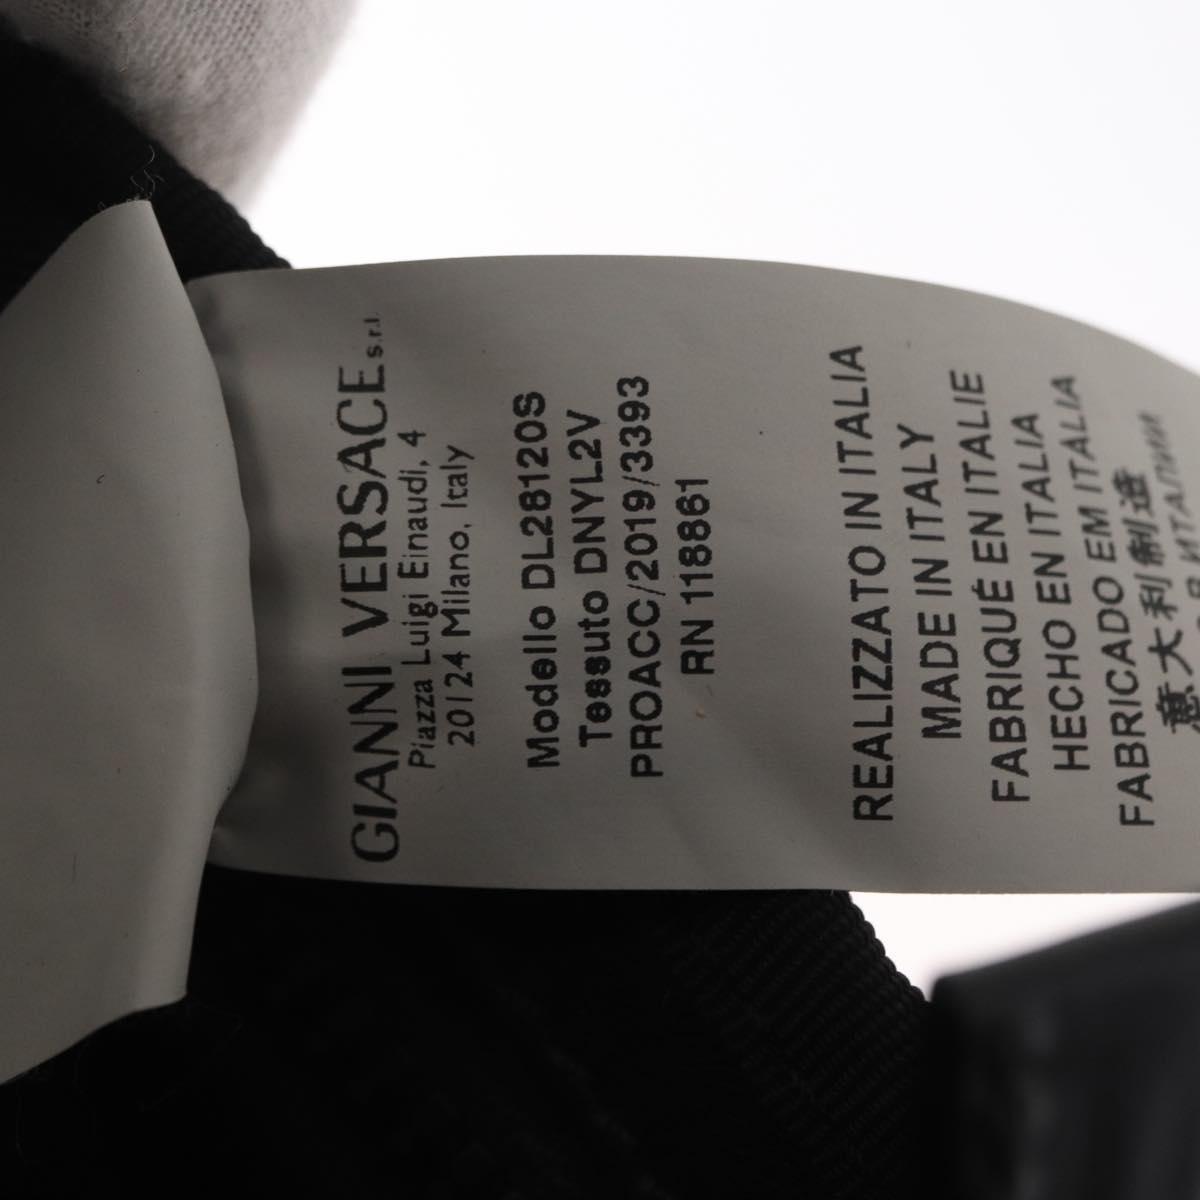 GIANNI VERSACE s.r.l.
Piazza Luigi Einaudi, 4
20124 Milano, Italy
Modello DL28120S
Tessuto DNYL2V
PROACC/2019/3393
RN 118861
REALIZZATO IN ITALIA
MADE IN ITALY
FABRIQUÉ EN ITALIE
HECHO EN ITALIA
FABRICADO EM ITALIA
意大利制造
В ИТАЛИИ